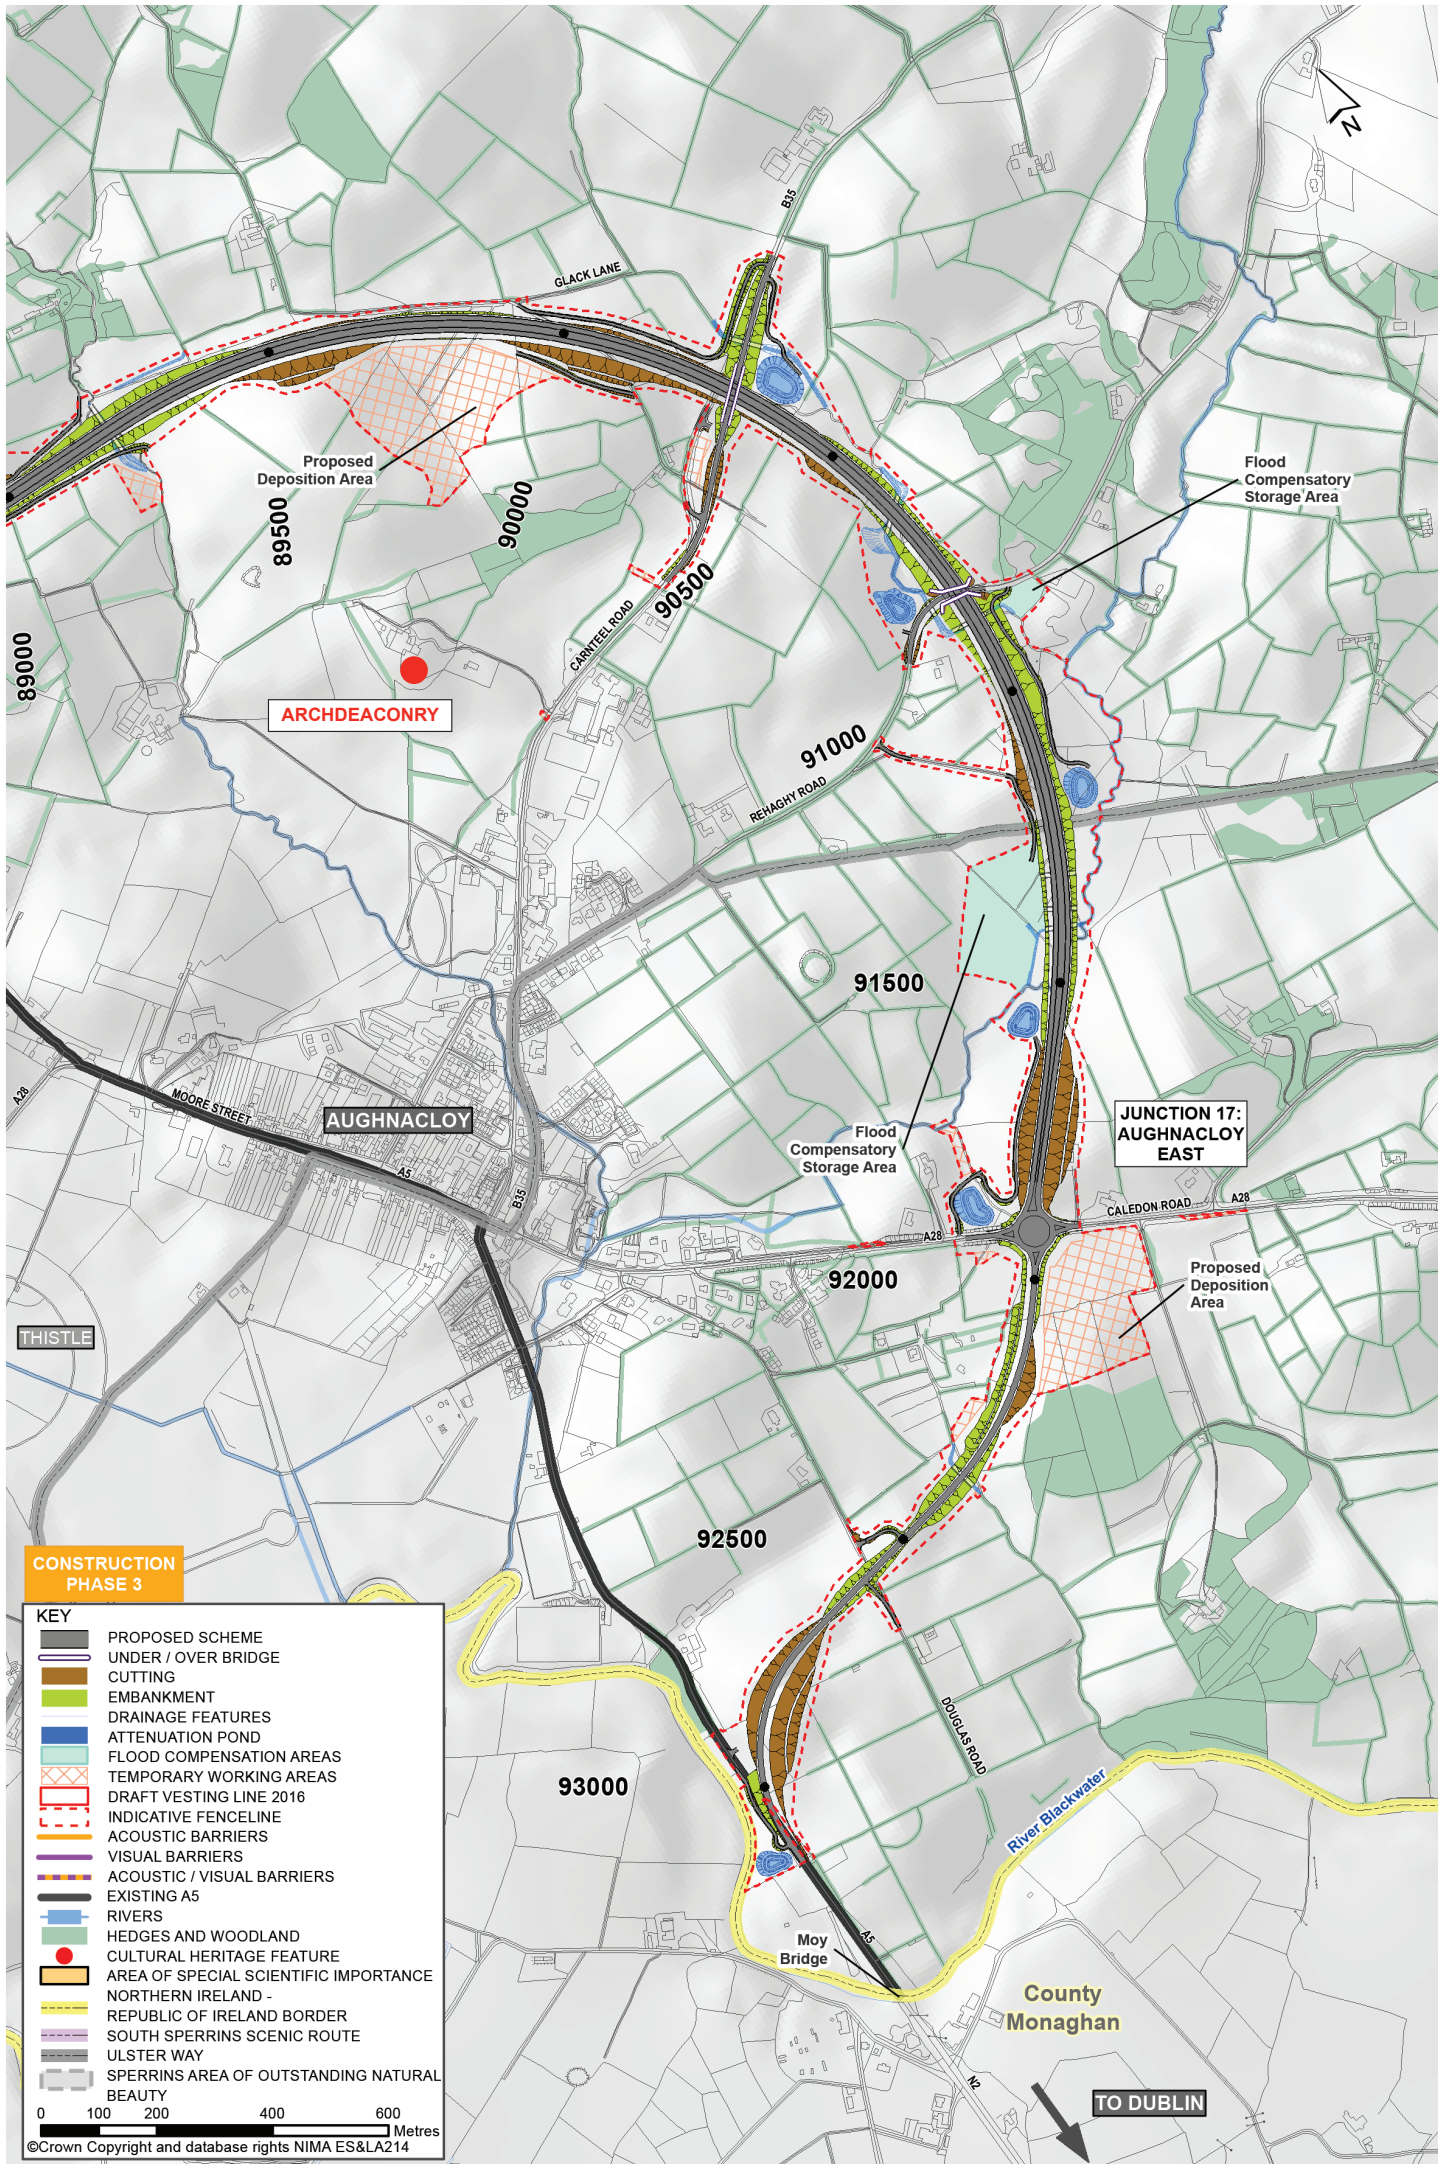 N
B35
GLACK LANE
Proposed
Deposition Area
Flood
Compensatory
Storage Area
89000
89500
90000
90500
CARNTEEL ROAD
ARCHDEACONRY
91000
REHAGHY ROAD
91500
A28
MOORE STREET
AUGHNACLOY
A5
B35
Flood
Compensatory
Storage Area
JUNCTION 17:
AUGHNACLOY
EAST
CALEDON ROAD
A28
A28
92000
Proposed
Deposition
Area
THISTLE
92500
DOUGLAS ROAD
93000
River Blackwater
A5
Moy
Bridge
County
Monaghan
N2
TO DUBLIN
CONSTRUCTION
PHASE 3
KEY
PROPOSED SCHEME
UNDER / OVER BRIDGE
CUTTING
EMBANKMENT
DRAINAGE FEATURES
ATTENUATION POND
FLOOD COMPENSATION AREAS
TEMPORARY WORKING AREAS
DRAFT VESTING LINE 2016
INDICATIVE FENCELINE
ACOUSTIC BARRIERS
VISUAL BARRIERS
ACOUSTIC / VISUAL BARRIERS
EXISTING A5
RIVERS
HEDGES AND WOODLAND
CULTURAL HERITAGE FEATURE
AREA OF SPECIAL SCIENTIFIC IMPORTANCE
NORTHERN IRELAND -
REPUBLIC OF IRELAND BORDER
SOUTH SPERRINS SCENIC ROUTE
ULSTER WAY
SPERRINS AREA OF OUTSTANDING NATURAL
BEAUTY
0 100 200 400 600
Metres
©Crown Copyright and database rights NIMA ES&LA214